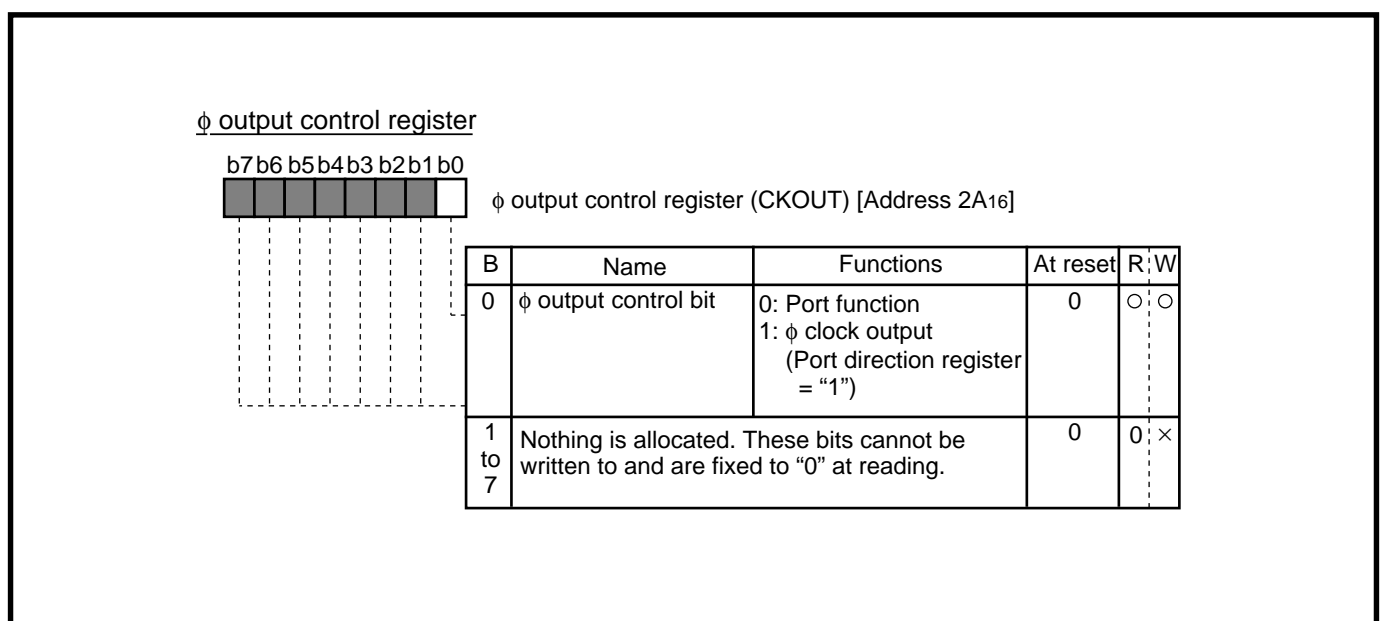 ϕ output control register
b7 b6 b5 b4 b3 b2 b1 b0
ϕ output control register (CKOUT) [Address 2A16]
B Name Functions At reset R W
0 ϕ output control bit 0: Port function 0 ○ ○
1: ϕ clock output
(Port direction register
= “1”)
1 to 7 Nothing is allocated. These bits cannot be 0 0 ×
written to and are fixed to “0” at reading.